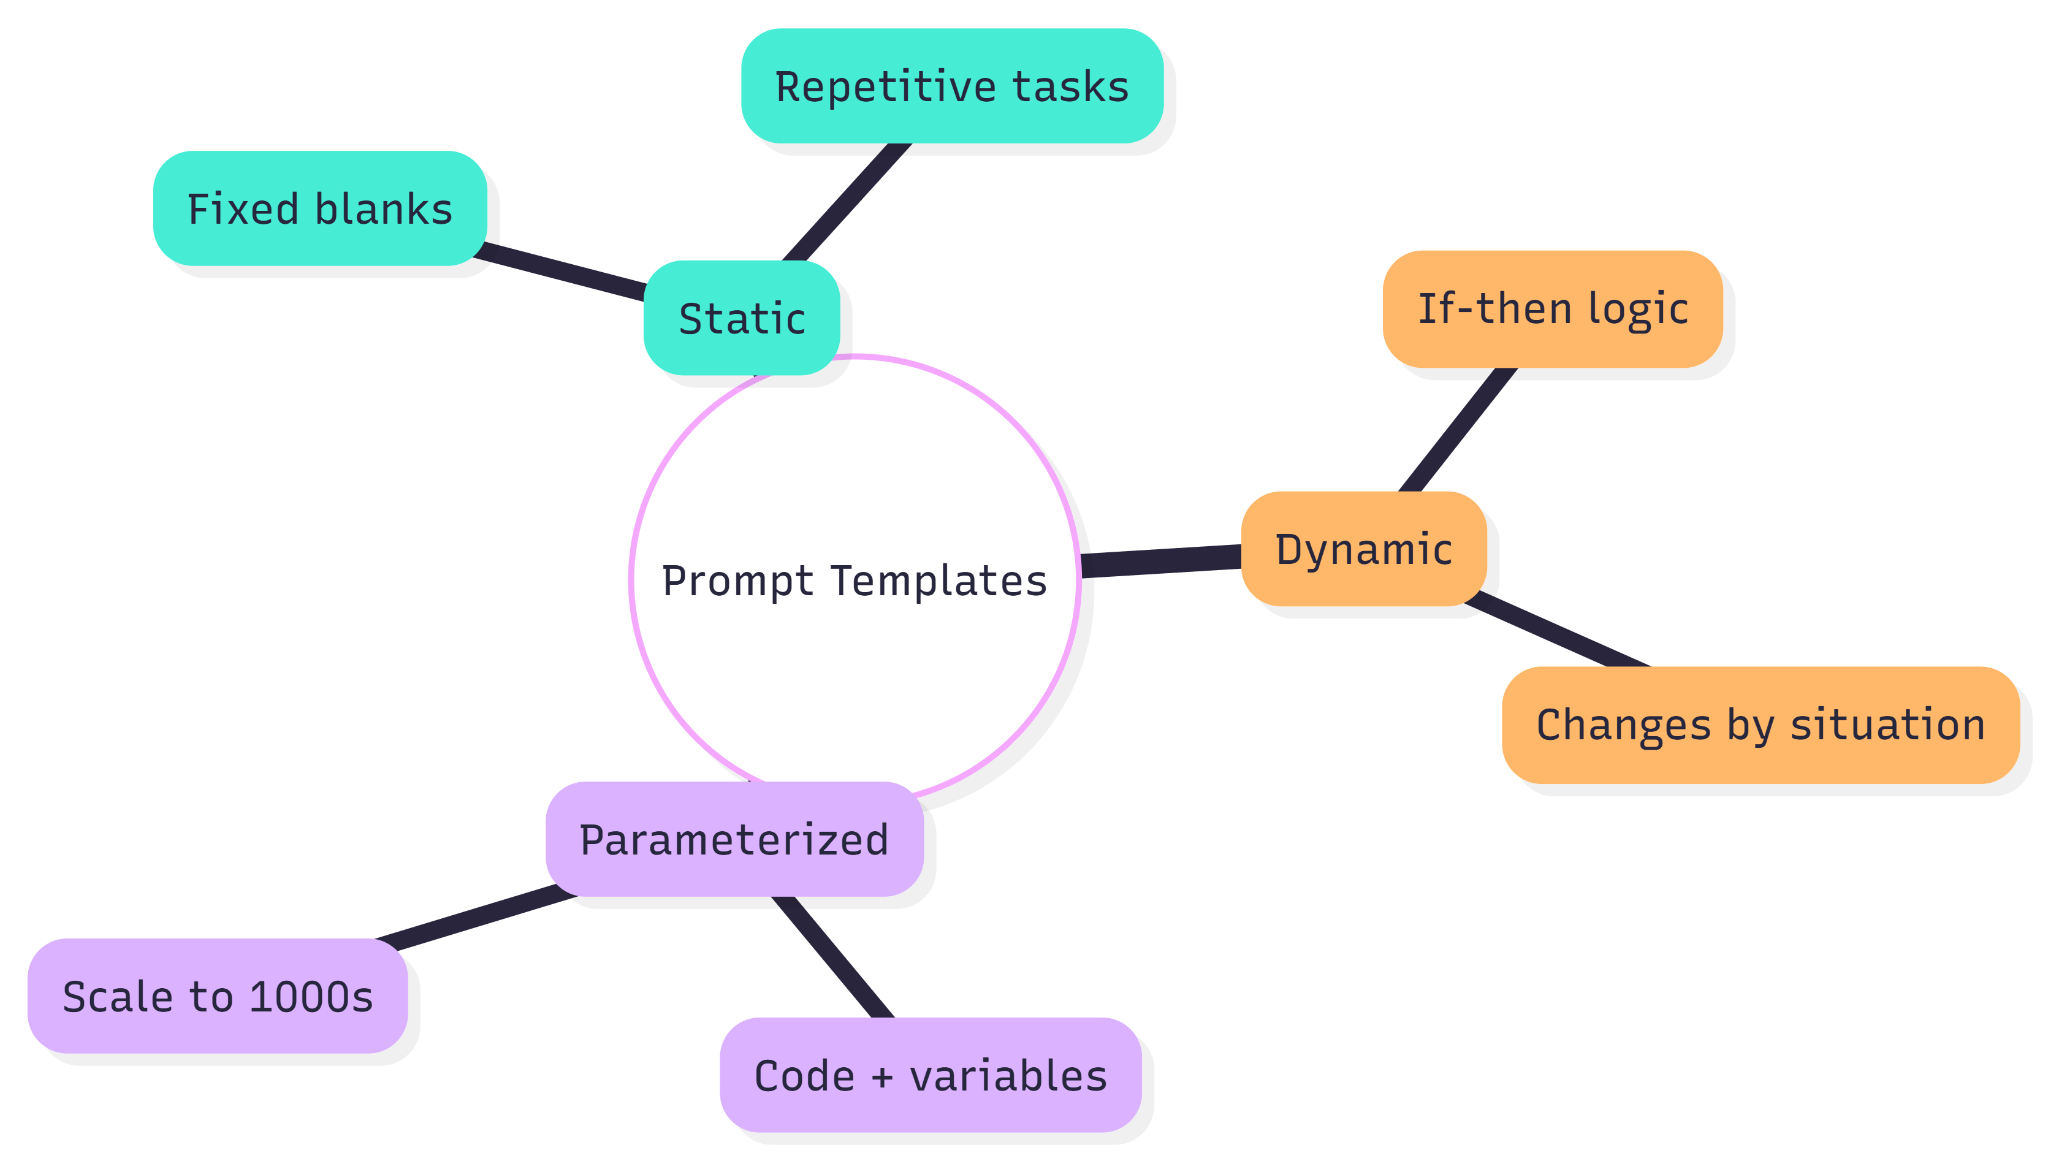 Repetitive tasks
Fixed blanks
Static
If-then logic
Dynamic
Prompt Templates
Changes by situation
Parameterized
Scale to 1000s
Code + variables